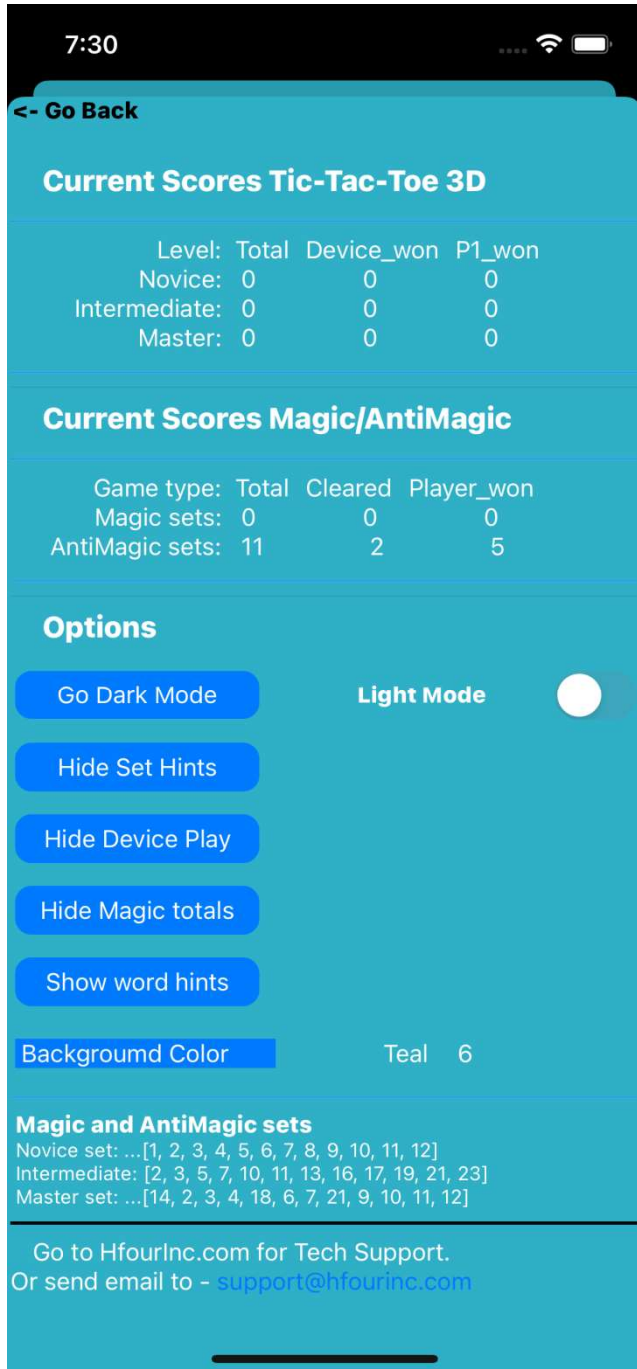 7:30
<- Go Back
Current Scores Tic-Tac-Toe 3D
Level: Total Device_won P1_won
Novice: 0 0 0
Intermediate: 0 0 0
Master: 0 0 0
Current Scores Magic/AntiMagic
Game type: Total Cleared Player_won
Magic sets: 0 0 0
AntiMagic sets: 11 2 5
Options
Go Dark Mode Light Mode
Hide Set Hints
Hide Device Play
Hide Magic totals
Show word hints
Backgroumd Color Teal 6
Magic and AntiMagic sets
Novice set: ...[1, 2, 3, 4, 5, 6, 7, 8, 9, 10, 11, 12]
Intermediate: [2, 3, 5, 7, 10, 11, 13, 16, 17, 19, 21, 23]
Master set: ...[14, 2, 3, 4, 18, 6, 7, 21, 9, 10, 11, 12]
Go to HfourInc.com for Tech Support.
Or send email to - support@hfourinc.com